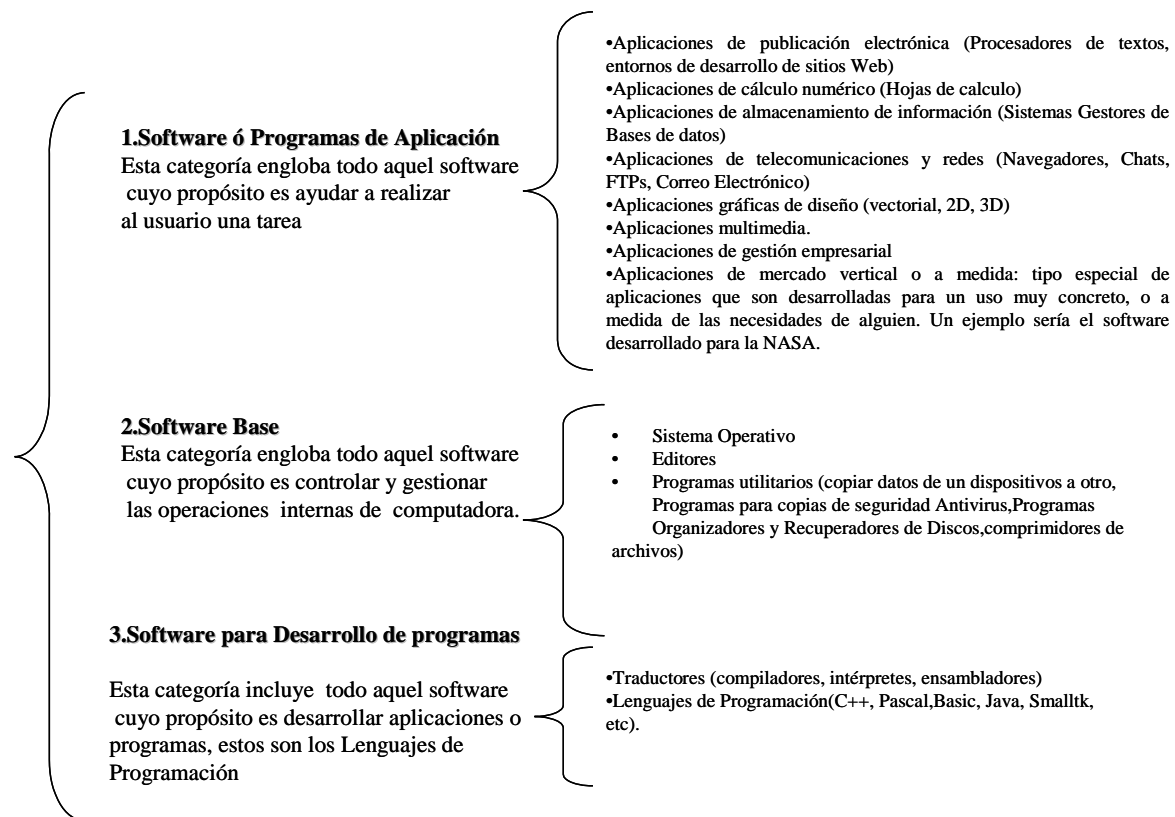 1.Software ó Programas de Aplicación
Esta categoría engloba todo aquel software
cuyo propósito es ayudar a realizar
al usuario una tarea
•Aplicaciones de publicación electrónica (Procesadores de textos,
entornos de desarrollo de sitios Web)
•Aplicaciones de cálculo numérico (Hojas de calculo)
•Aplicaciones de almacenamiento de información (Sistemas Gestores de
Bases de datos)
•Aplicaciones de telecomunicaciones y redes (Navegadores, Chats,
FTPs, Correo Electrónico)
•Aplicaciones gráficas de diseño (vectorial, 2D, 3D)
•Aplicaciones multimedia.
•Aplicaciones de gestión empresarial
•Aplicaciones de mercado vertical o a medida: tipo especial de
aplicaciones que son desarrolladas para un uso muy concreto, o a
medida de las necesidades de alguien. Un ejemplo sería el software
desarrollado para la NASA.
2.Software Base
Esta categoría engloba todo aquel software
cuyo propósito es controlar y gestionar
las operaciones internas de computadora.
• Sistema Operativo
• Editores
• Programas utilitarios (copiar datos de un dispositivos a otro,
Programas para copias de seguridad Antivirus,Programas
Organizadores y Recuperadores de Discos,comprimidores de
archivos)
3.Software para Desarrollo de programas
Esta categoría incluye todo aquel software
cuyo propósito es desarrollar aplicaciones o
programas, estos son los Lenguajes de
Programación
•Traductores (compiladores, intérpretes, ensambladores)
•Lenguajes de Programación(C++, Pascal,Basic, Java, Smalltk,
etc).